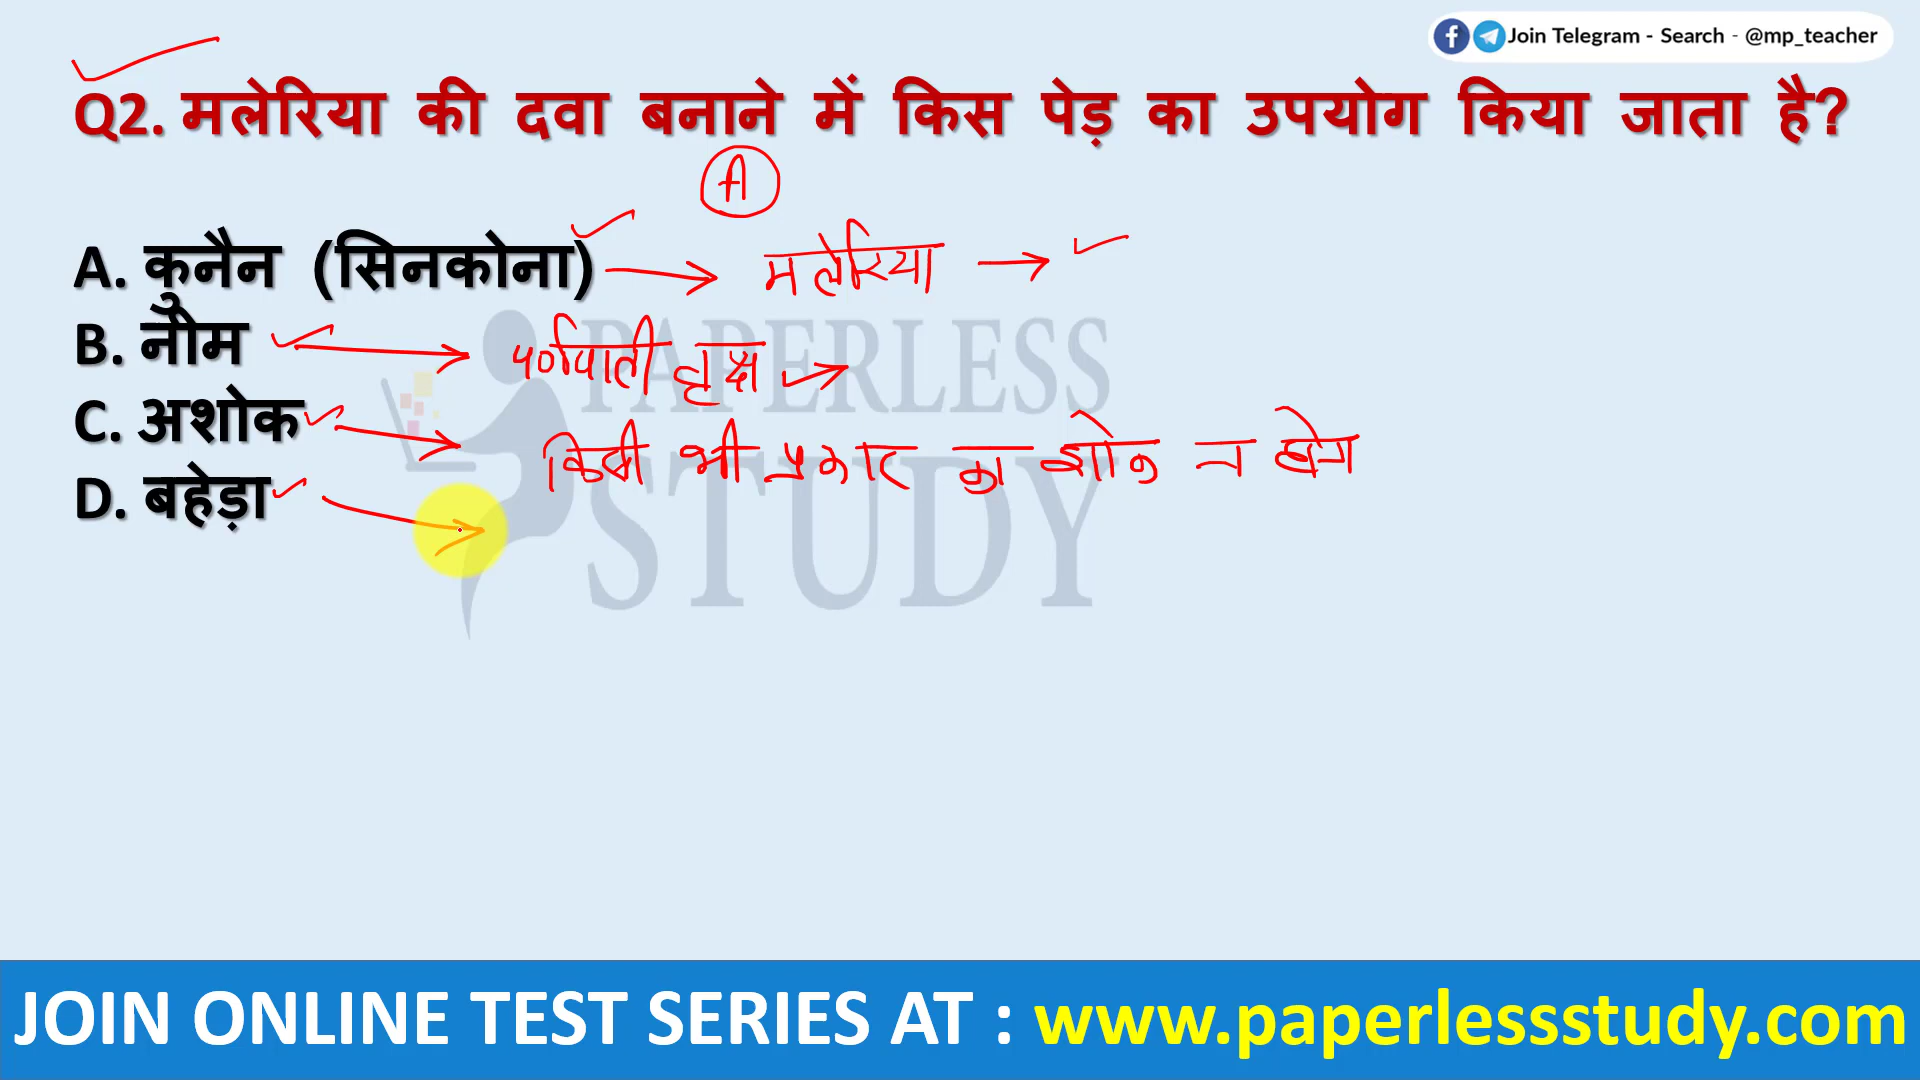 Join Telegram - Search - @mp_teacher
Q2. मलेरिया की दवा बनाने में किस पेड़ का उपयोग किया जाता है?
A
A. कुनैन (सिनकोना) → मलेरिया →
B. नीम → पर्णपाती वृक्ष →
C. अशोक → किसी भी प्रकार का शोक न होना
D. बहेड़ा →
PAPERLESS
STUDY
JOIN ONLINE TEST SERIES AT : www.paperlessstudy.com